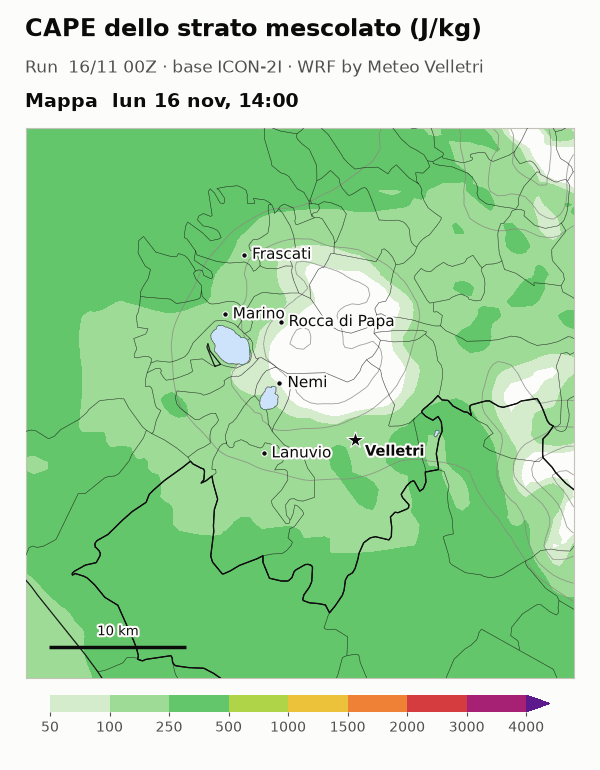 CAPE dello strato mescolato (J/kg)
Run  16/11 00Z · base ICON-2I · WRF by Meteo Velletri
Mappa  lun 16 nov, 14:00
Frascati
Marino
Rocca di Papa
Nemi
Velletri
Lanuvio
10 km
50 100 250 500 1000 1500 2000 3000 4000